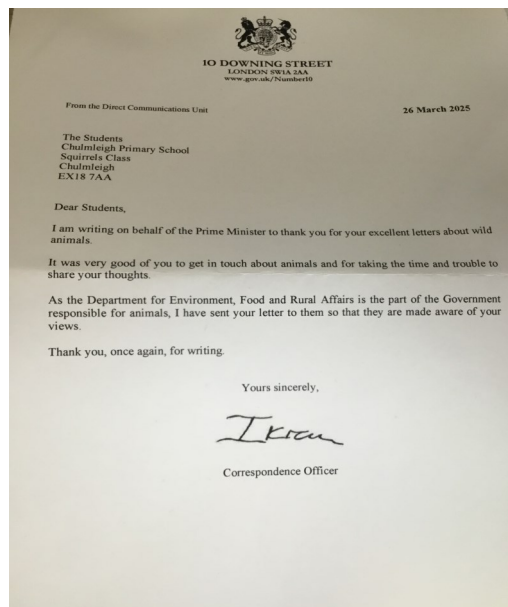 10 DOWNING STREET
LONDON SW1A 2AA
www.gov.uk/Number10
From the Direct Communications Unit
26 March 2025
The Students
Chulmleigh Primary School
Squirrels Class
Chulmleigh
EX18 7AA
Dear Students,
I am writing on behalf of the Prime Minister to thank you for your excellent letters about wild
animals.
It was very good of you to get in touch about animals and for taking the time and trouble to
share your thoughts.
As the Department for Environment, Food and Rural Affairs is the part of the Government
responsible for animals, I have sent your letter to them so that they are made aware of your
views.
Thank you, once again, for writing.
Yours sincerely,
Correspondence Officer